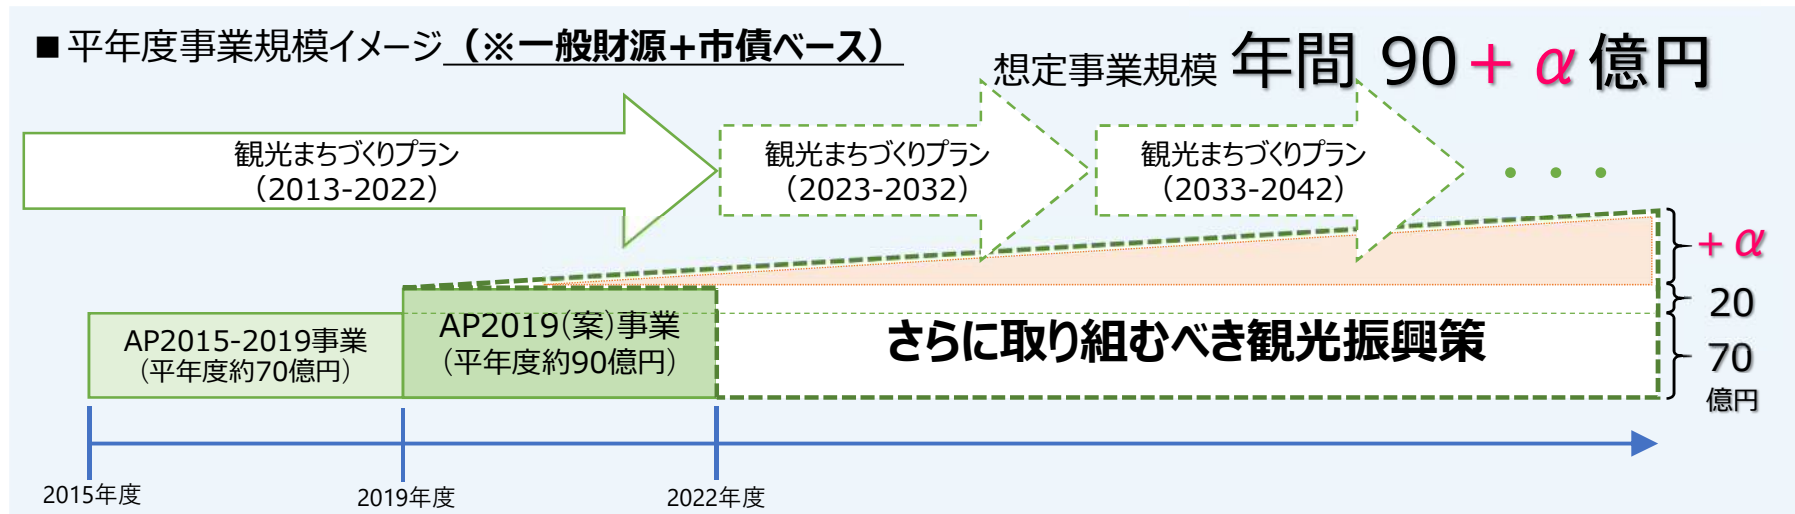 ■平年度事業規模イメージ（※一般財源+市債ベース）
想定事業規模 年間 90+α億円
観光まちづくりプラン
（2013-2022）
観光まちづくりプラン
（2023-2032）
観光まちづくりプラン
（2033-2042）
・・・
+α
20
70
億円
AP2015-2019事業
（平年度約70億円）
AP2019（案）事業
（平年度約90億円）
さらに取り組むべき観光振興策
2015年度
2019年度
2022年度